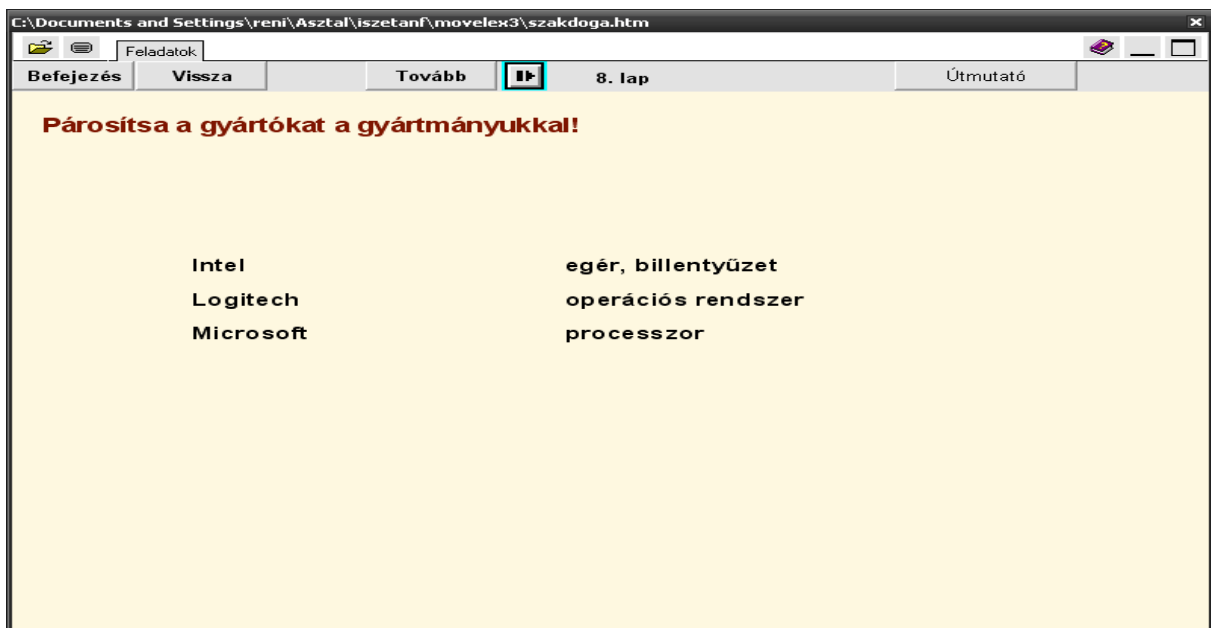 C:\Documents and Settings\reni\Asztal\iszetanf\movelex3\szakdoga.htm
Feladatok
Befejezés Vissza Tovább 8. lap Útmutató
Párosítsa a gyártókat a gyártmányukkal!
Intel egér, billentyűzet
Logitech operációs rendszer
Microsoft processzor